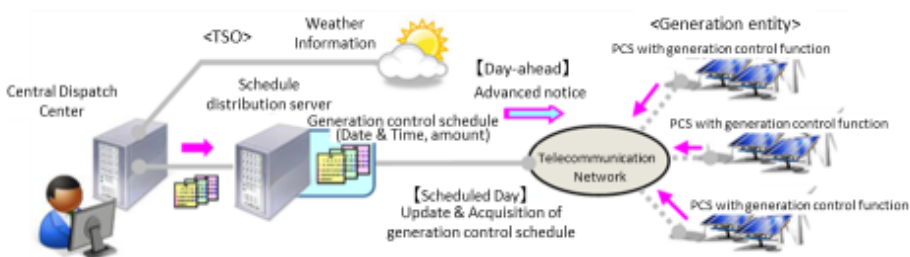 <TSO>
Weather
Information
<Generation entity>
PCS with generation control function
Central Dispatch
Center
Schedule
distribution server
Generation control schedule
(Date & Time, amount)
【Day-ahead】
Advanced notice
PCS with generation control function
Telecommunication
Network
【Scheduled Day】
Update & Acquisition of
generation control schedule
PCS with generation control function